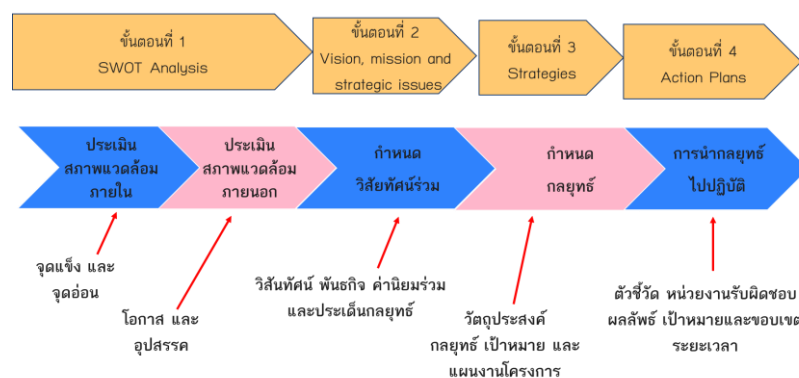 ขั้นตอนที่ 1
SWOT Analysis
ขั้นตอนที่ 2
Vision, mission and
strategic issues
ขั้นตอนที่ 3
Strategies
ขั้นตอนที่ 4
Action Plans
ประเมิน
สภาพแวดล้อม
ภายใน
ประเมิน
สภาพแวดล้อม
ภายนอก
กำหนด
วิสัยทัศน์ร่วม
กำหนด
กลยุทธ์
การนำกลยุทธ์
ไปปฏิบัติ
จุดแข็ง และ
จุดอ่อน
โอกาส และ
อุปสรรค
วิสันทัศน์ พันธกิจ ค่านิยมร่วม
และประเด็นกลยุทธ์
วัตถุประสงค์
กลยุทธ์ เป้าหมาย และ
แผนงานโครงการ
ตัวชี้วัด หน่วยงานรับผิดชอบ
ผลลัพธ์ เป้าหมายและขอบเขต
ระยะเวลา